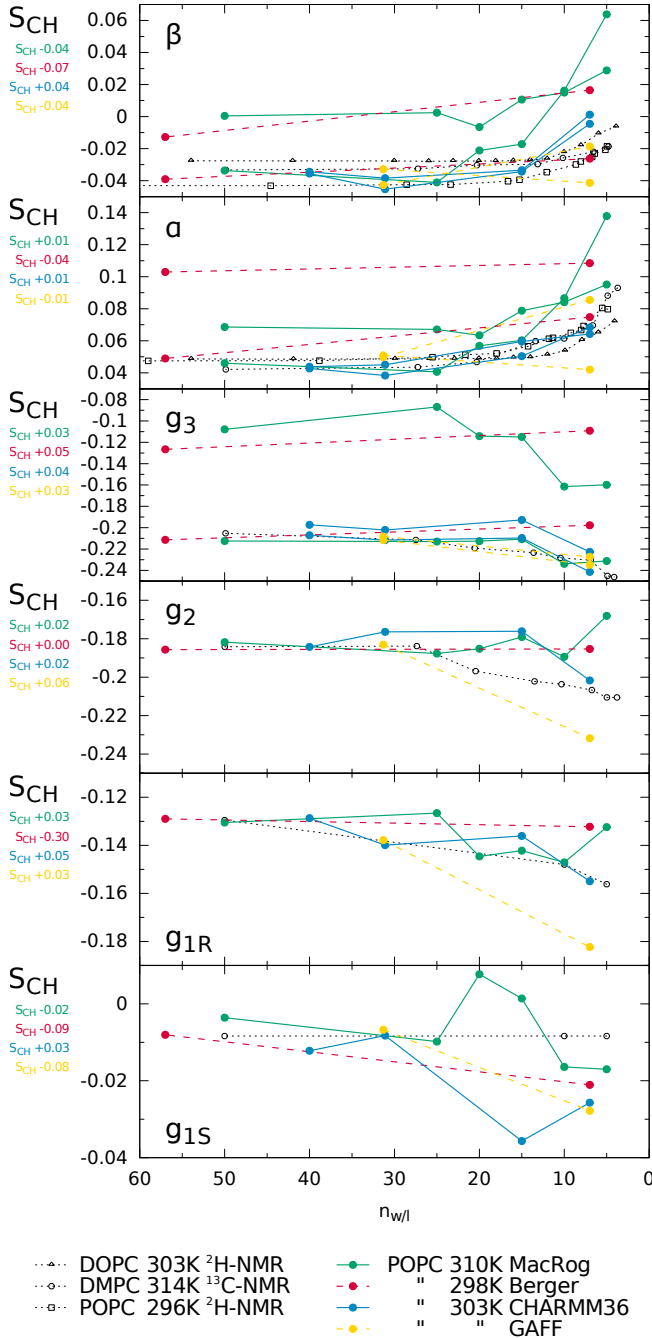 S_CH
S_CH -0.04
S_CH -0.07
S_CH +0.04
S_CH -0.04
β
0.06
0.04
0.02
0
-0.02
-0.04
S_CH
S_CH +0.01
S_CH -0.04
S_CH +0.01
S_CH -0.01
α
0.14
0.12
0.1
0.08
0.06
0.04
S_CH
S_CH +0.03
S_CH +0.05
S_CH +0.04
S_CH +0.03
g_3
-0.08
-0.1
-0.12
-0.14
-0.16
-0.18
-0.2
-0.22
-0.24
S_CH
S_CH +0.02
S_CH +0.00
S_CH +0.02
S_CH +0.06
g_2
-0.16
-0.18
-0.2
-0.22
-0.24
S_CH
S_CH +0.03
S_CH -0.30
S_CH +0.05
S_CH +0.03
g_1R
-0.12
-0.14
-0.16
-0.18
S_CH
S_CH -0.02
S_CH -0.09
S_CH +0.03
S_CH -0.08
g_1S
0
-0.02
-0.04
60 50 40 30 20 10 0
n_w/l
DOPC 303K ²H-NMR
DMPC 314K ¹³C-NMR
POPC 296K ²H-NMR
POPC 310K MacRog
" 298K Berger
" 303K CHARMM36
" " GAFF